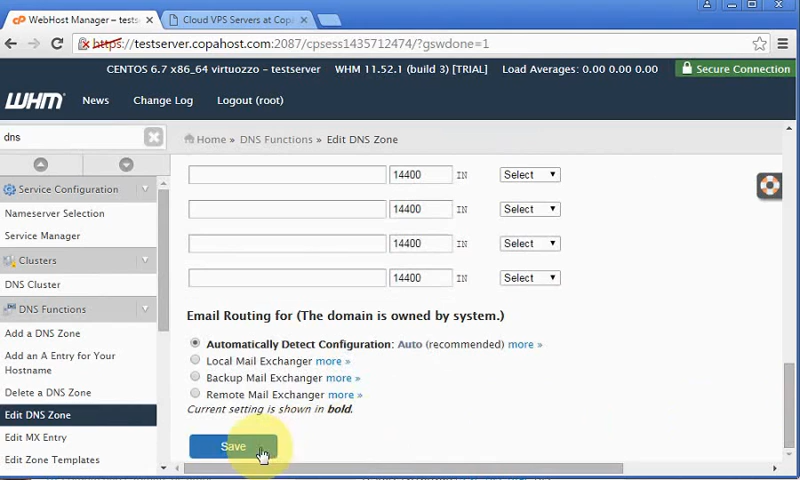 WebHost Manager - testse
Cloud VPS Servers at Copa
https://testserver.copahost.com:2087/cpsess1435712474/?gswdone=1
CENTOS 6.7 x86_64 virtuozzo - testserver WHM 11.52.1 (build 3) [TRIAL] Load Averages: 0.00 0.00 0.00 Secure Connection
WHM News Change Log Logout (root)
dns
Home » DNS Functions » Edit DNS Zone
Service Configuration
Nameserver Selection
Service Manager
Clusters
DNS Cluster
DNS Functions
Add a DNS Zone
Add an A Entry for Your
Hostname
Delete a DNS Zone
Edit DNS Zone
Edit MX Entry
Edit Zone Templates
14400 IN Select
14400 IN Select
14400 IN Select
14400 IN Select
Email Routing for (The domain is owned by system.)
Automatically Detect Configuration: Auto (recommended) more »
Local Mail Exchanger more »
Backup Mail Exchanger more »
Remote Mail Exchanger more »
Current setting is shown in bold.
Save